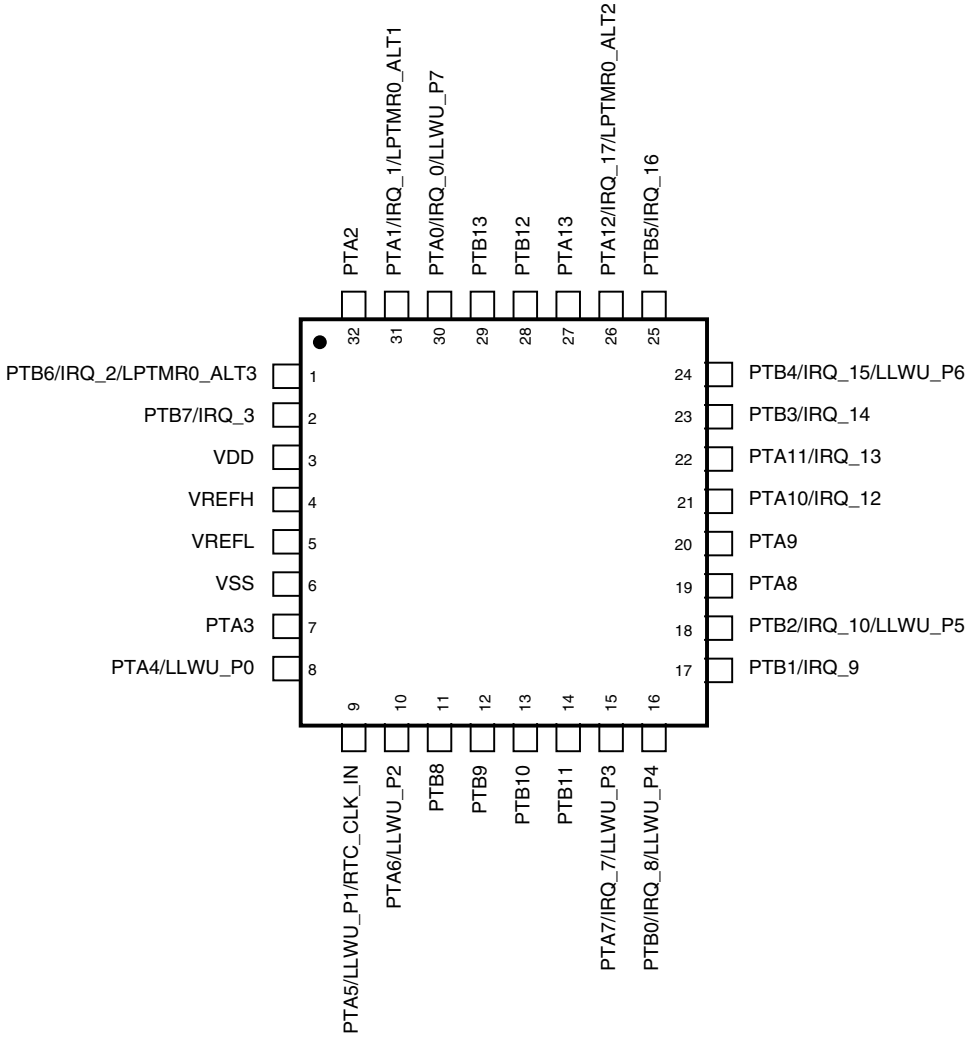 PTA2
PTA1/IRQ_1/LPTMR0_ALT1
PTA0/IRQ_0/LLWU_P7
PTB13
PTB12
PTA13
PTA12/IRQ_17/LPTMR0_ALT2
PTB5/IRQ_16
32
31
30
29
28
27
26
25
PTB6/IRQ_2/LPTMR0_ALT3
1
PTB7/IRQ_3
2
VDD
3
VREFH
4
VREFL
5
VSS
6
PTA3
7
PTA4/LLWU_P0
8
24
PTB4/IRQ_15/LLWU_P6
23
PTB3/IRQ_14
22
PTA11/IRQ_13
21
PTA10/IRQ_12
20
PTA9
19
PTA8
18
PTB2/IRQ_10/LLWU_P5
17
PTB1/IRQ_9
9
10
11
12
13
14
15
16
PTA5/LLWU_P1/RTC_CLK_IN
PTA6/LLWU_P2
PTB8
PTB9
PTB10
PTB11
PTA7/IRQ_7/LLWU_P3
PTB0/IRQ_8/LLWU_P4